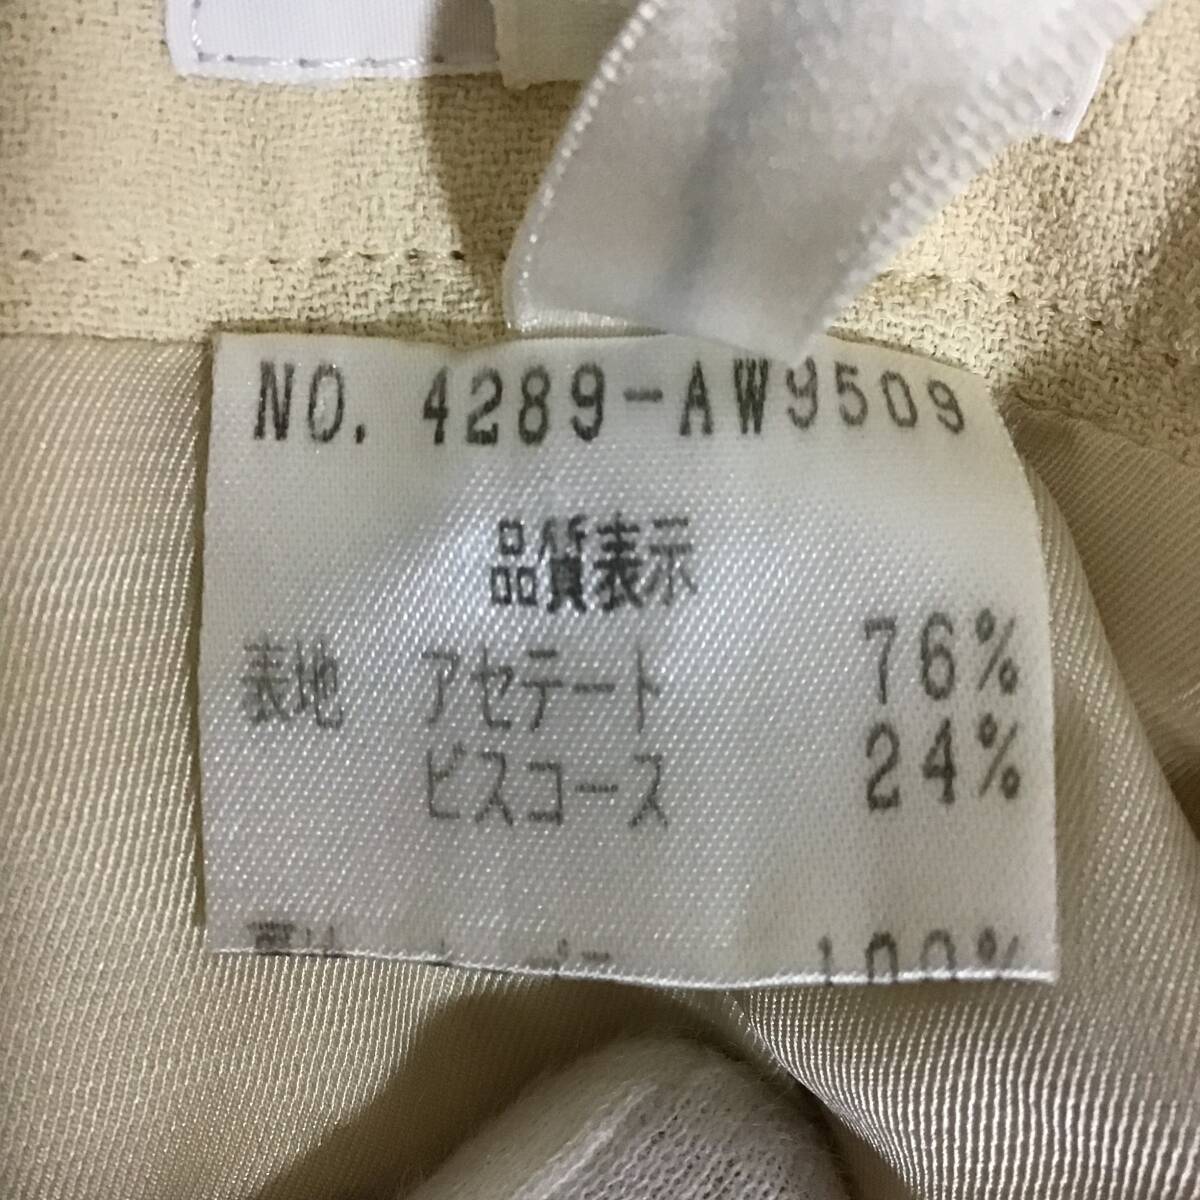 NO. 4289-AW9509
品質表示
表地 アセテート 76%
ビスコース 24%
100%